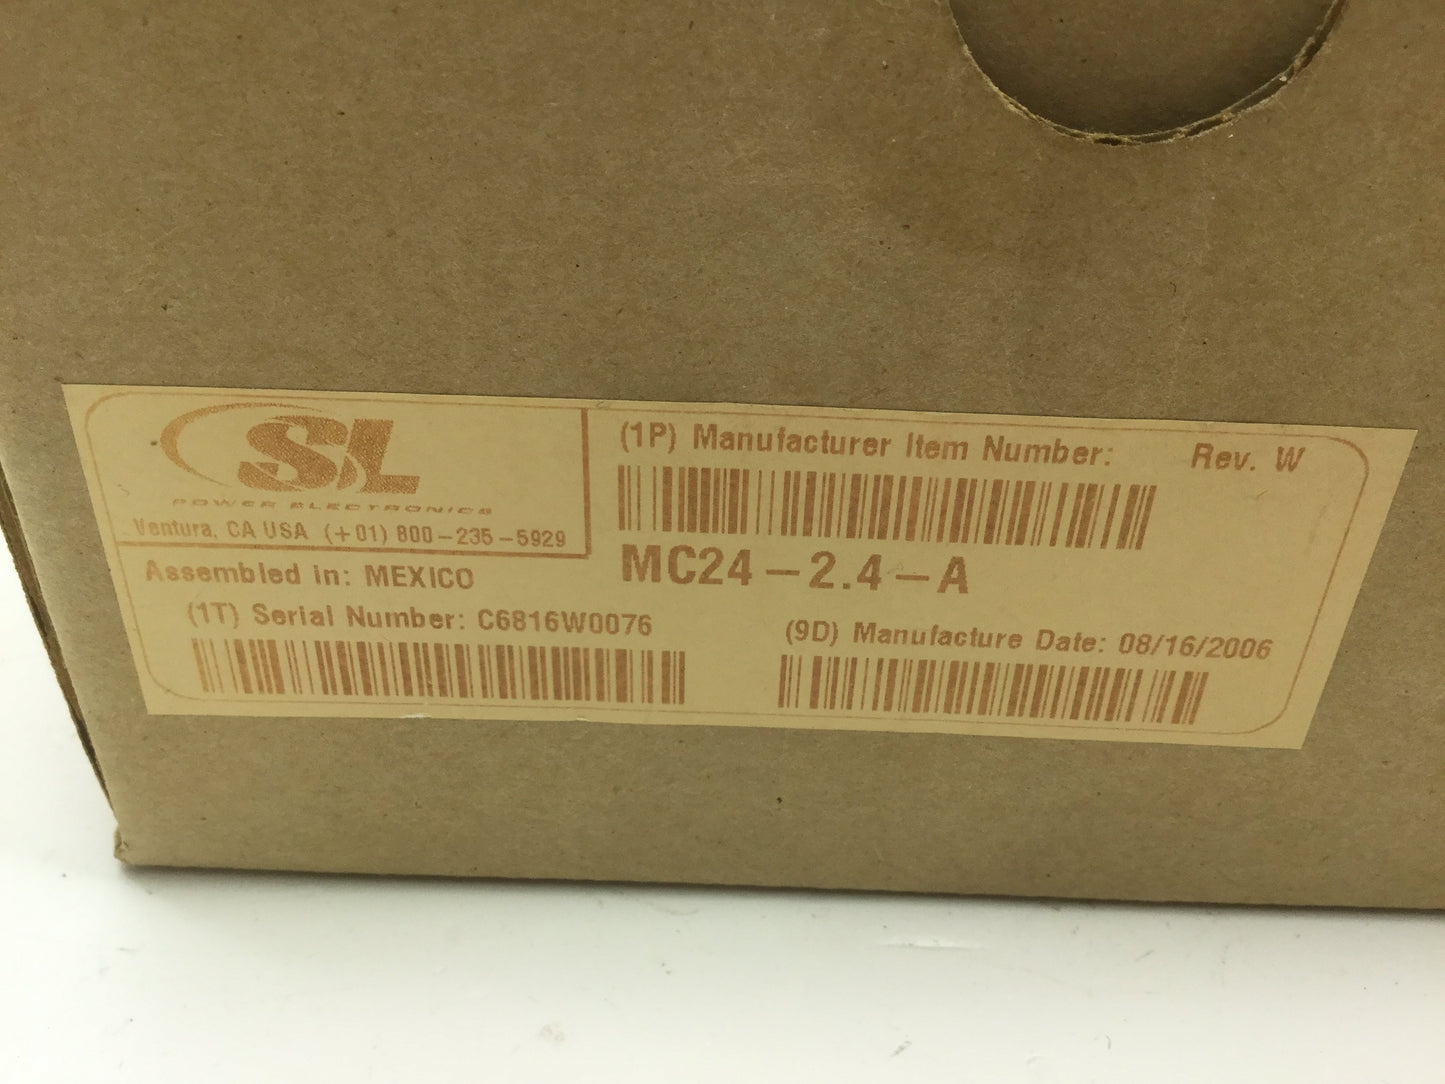 SL
POWER ELECTRONICS
Ventura, CA USA (+01) 800-235-5929
Assembled in: MEXICO
(1P) Manufacturer Item Number: Rev. W
MC24-2.4-A
(1T) Serial Number: C6816W0076
(9D) Manufacture Date: 08/16/2006